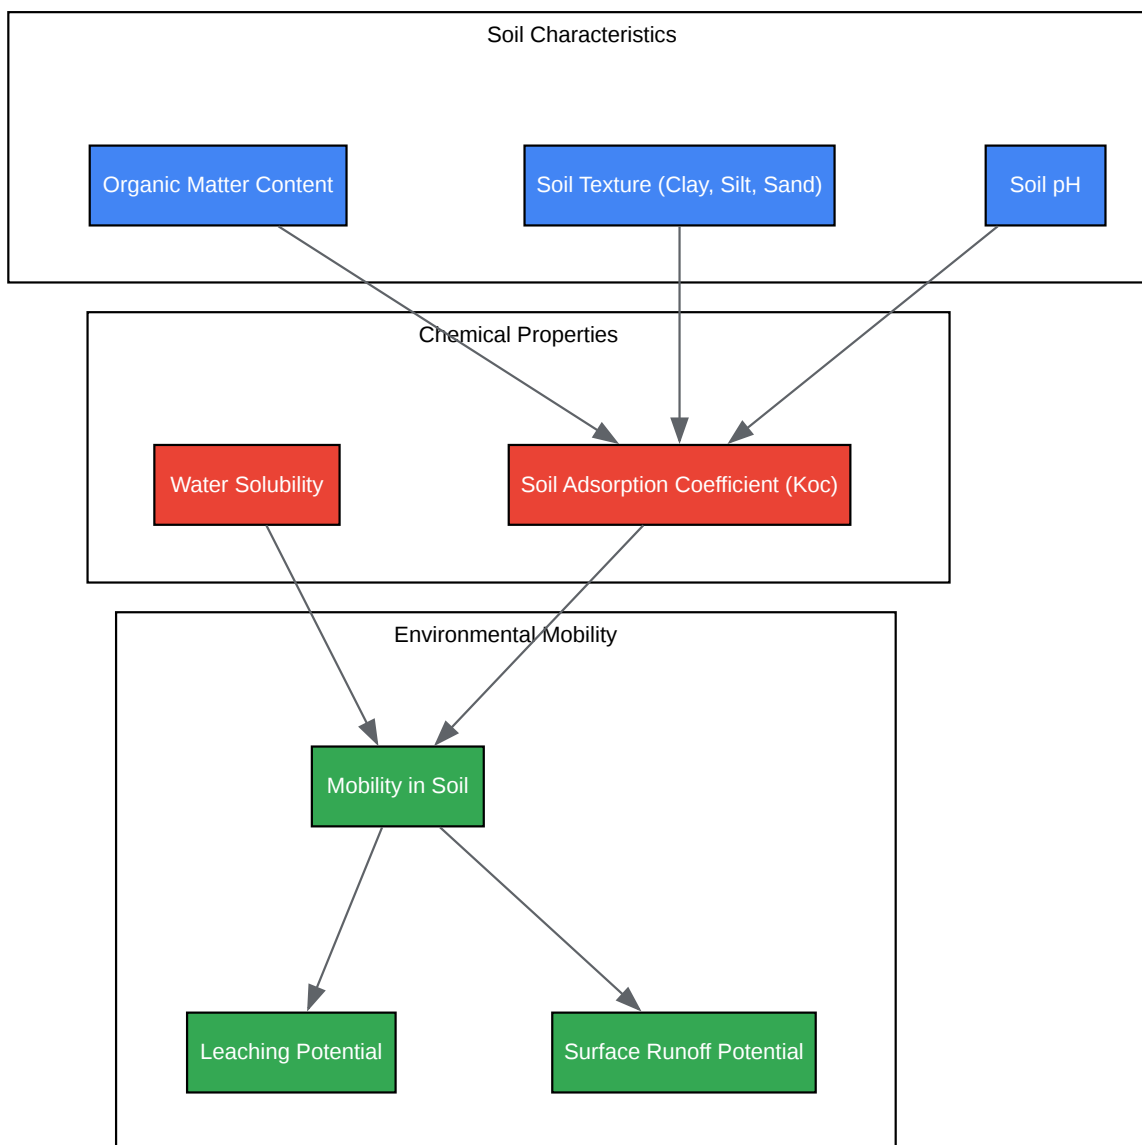 Soil Characteristics
Organic Matter Content
Soil Texture (Clay, Silt, Sand)
Soil pH
Chemical Properties
Water Solubility
Soil Adsorption Coefficient (Koc)
Environmental Mobility
Mobility in Soil
Leaching Potential
Surface Runoff Potential